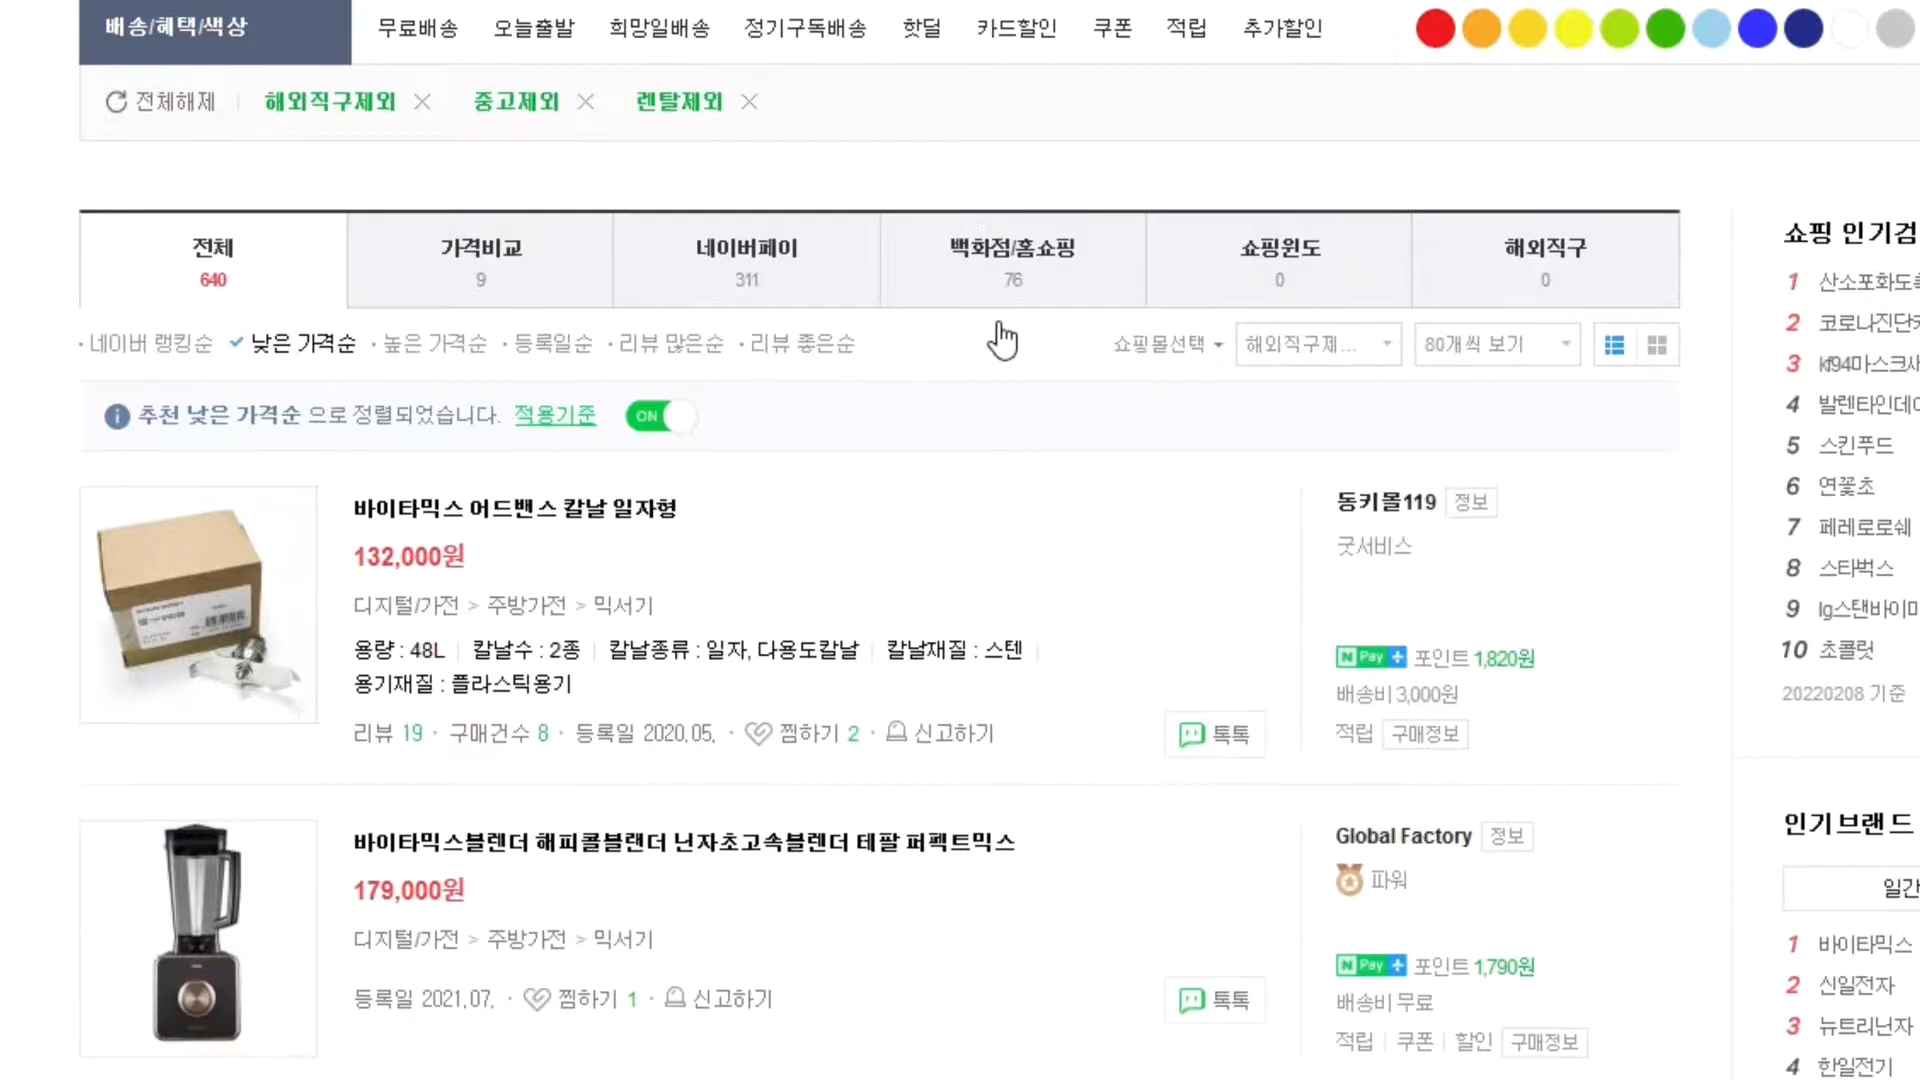 배송/혜택/색상 무료배송 오늘출발 희망일배송 정기구독배송 핫딜 카드할인 쿠폰 적립 추가할인
전체해제 해외직구제외 중고제외 렌탈제외
전체 가격비교 네이버페이 백화점/홈쇼핑 쇼핑윈도 해외직구
640 9 311 76 0 0
네이버 랭킹순 낮은 가격순 · 높은 가격순 · 등록일순 · 리뷰 많은순 · 리뷰 좋은순 쇼핑몰선택 해외직구제... 80개씩 보기
추천 낮은 가격순 으로 정렬되었습니다. 적용기준 ON
바이타믹스 어드밴스 칼날 일자형
132,000원
디지털/가전 > 주방가전 > 믹서기
용량 : 48L | 칼날수 : 2종 | 칼날종류 : 일자, 다용도칼날 | 칼날재질 : 스텐 |
용기재질 : 플라스틱용기
리뷰 19 · 구매건수 8 · 등록일 2020.05. · 찜하기 2 · 신고하기
톡톡
동키몰119 정보
굿서비스
N Pay + 포인트 1,820원
배송비 3,000원
적립 구매정보
바이타믹스블렌더 해피콜블랜더 닌자초고속블렌더 테팔 퍼펙트믹스
179,000원
디지털/가전 > 주방가전 > 믹서기
등록일 2021.07. · 찜하기 1 · 신고하기
톡톡
Global Factory 정보
파워
N Pay + 포인트 1,790원
배송비 무료
적립 | 쿠폰 | 할인 구매정보
쇼핑 인기검
1 산소포화도측
2 코로나진단키
3 kf94마스크새
4 발렌타인데이
5 스킨푸드
6 연꽃초
7 페레로로쉐
8 스타벅스
9 lg스탠바이미
10 초콜릿
20220208 기준
인기 브랜드
일간
1 바이타믹스
2 신일전자
3 뉴트리닌자
4 한일전기